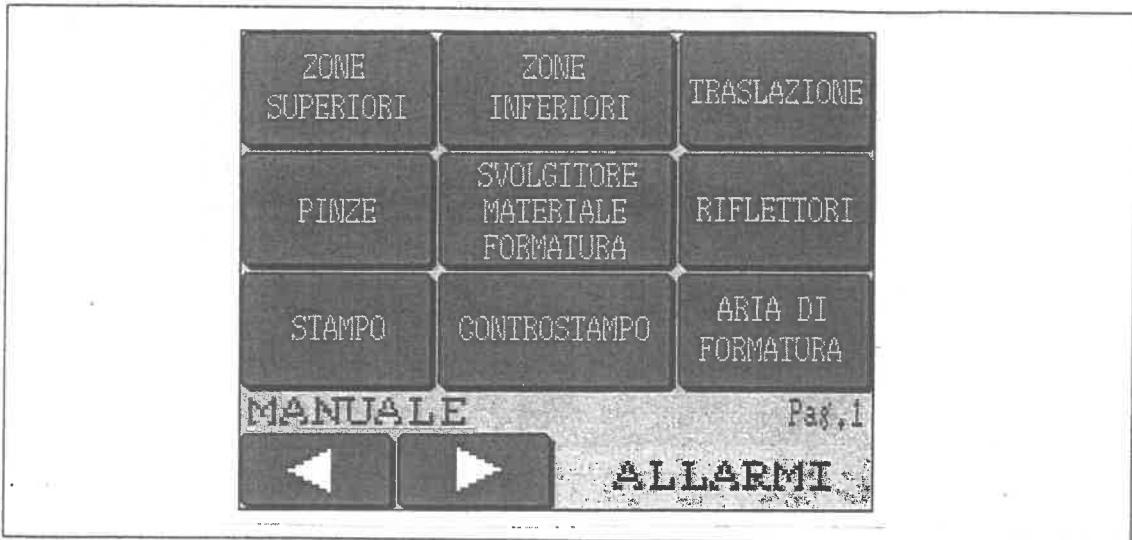 ZONE
SUPERIORI
ZONE
INFERIORI
TRASLAZIONE
PINZE
SVOLGITORE
MATERIALE
FORMATURA
RIFLETTORI
STAMPO
CONTROSTAMPO
ARIA DI
FORMATURA
MANUALE
Pag.1
ALLARMI